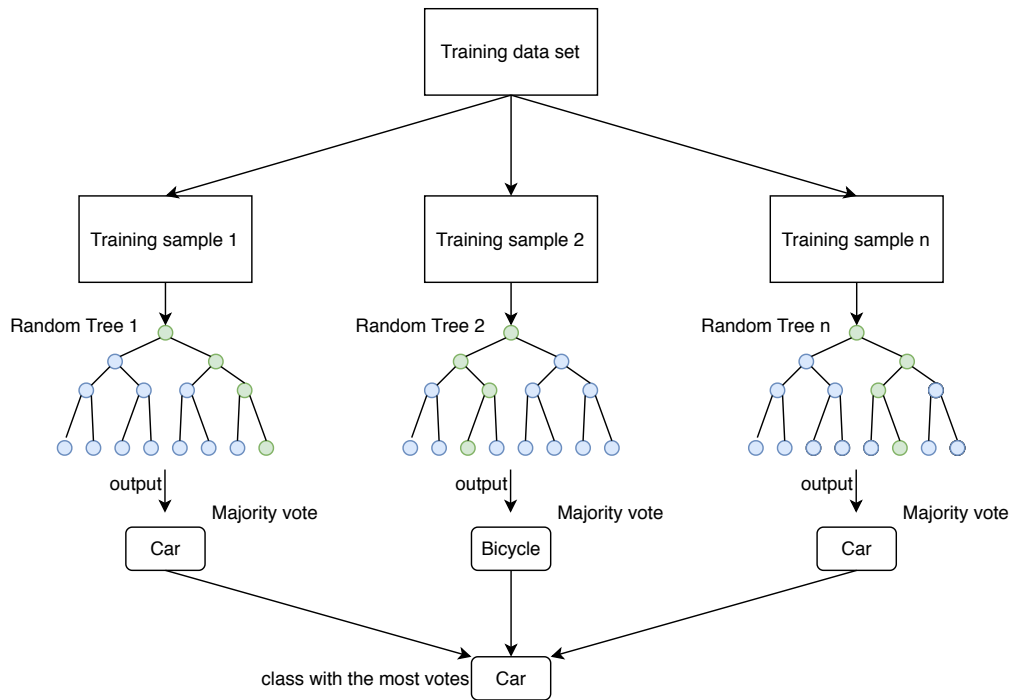 Training data set
Training sample 1
Training sample 2
Training sample n
Random Tree 1
Random Tree 2
Random Tree n
output
output
output
Majority vote
Majority vote
Majority vote
Car
Bicycle
Car
class with the most votes
Car